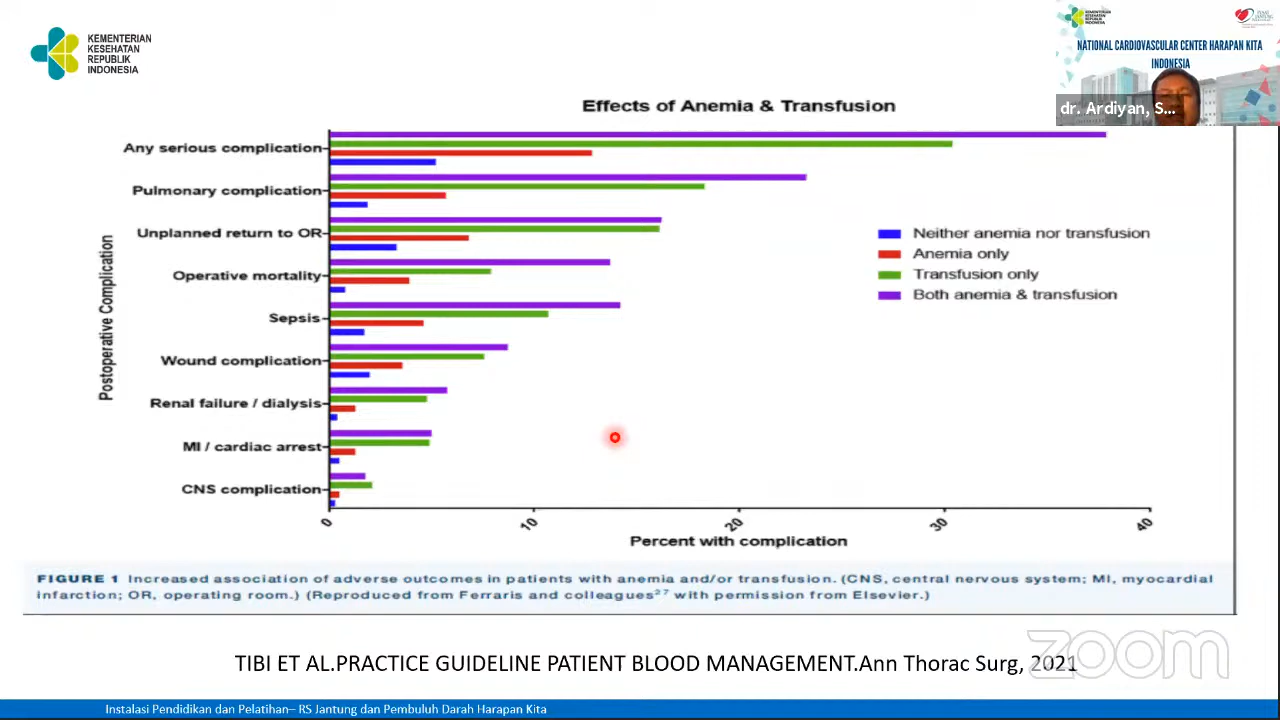 KEMENTERIAN
KESEHATAN
REPUBLIK
INDONESIA
NATIONAL CARDIOVASCULAR CENTER HARAPAN KITA
INDONESIA
dr. Ardiyan, S...
Effects of Anemia & Transfusion
Postoperative Complication
Any serious complication
Pulmonary complication
Unplanned return to OR
Operative mortality
Sepsis
Wound complication
Renal failure / dialysis
MI / cardiac arrest
CNS complication
Neither anemia nor transfusion
Anemia only
Transfusion only
Both anemia & transfusion
0 10 20 30 40
Percent with complication
FIGURE 1 Increased association of adverse outcomes in patients with anemia and/or transfusion. (CNS, central nervous system; MI, myocardial
infarction; OR, operating room.) (Reproduced from Ferraris and colleagues27 with permission from Elsevier.)
zoom
TIBI ET AL.PRACTICE GUIDELINE PATIENT BLOOD MANAGEMENT.Ann Thorac Surg, 2021
Instalasi Pendidikan dan Pelatihan– RS Jantung dan Pembuluh Darah Harapan Kita